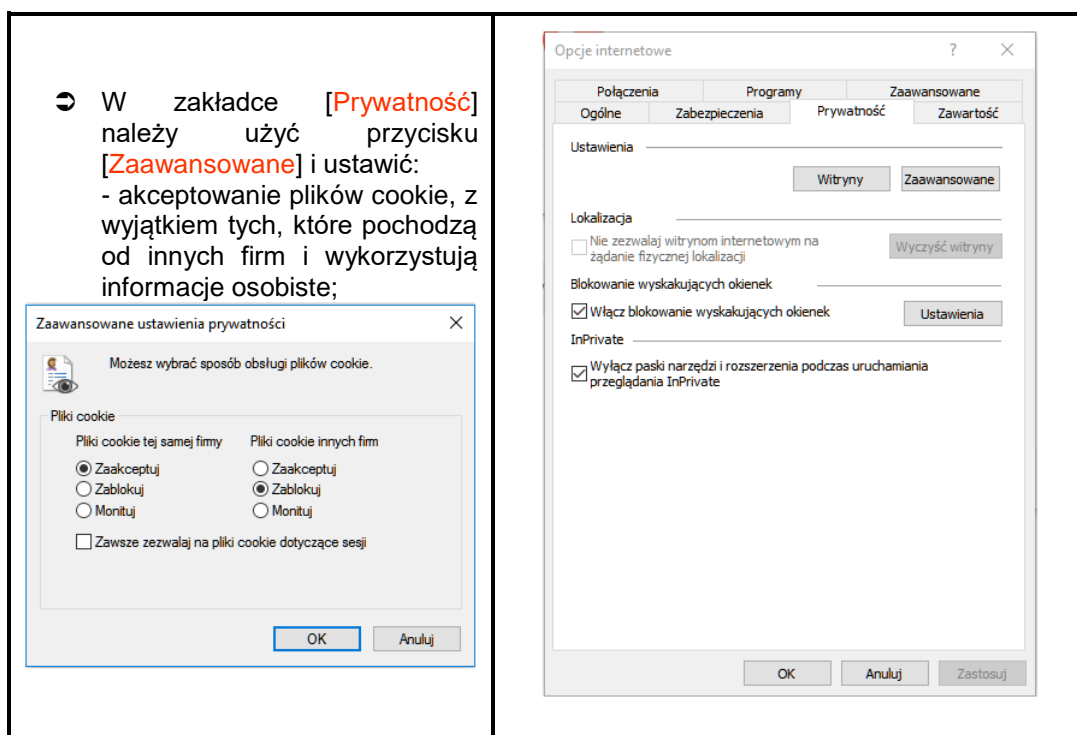 ➲ W zakładce [Prywatność]
należy użyć przycisku
[Zaawansowane] i ustawić:
- akceptowanie plików cookie, z
wyjątkiem tych, które pochodzą
od innych firm i wykorzystują
informacje osobiste;
Zaawansowane ustawienia prywatności
Możesz wybrać sposób obsługi plików cookie.
Pliki cookie
Pliki cookie tej samej firmy Pliki cookie innych firm
Zaakceptuj Zaakceptuj
Zablokuj Zablokuj
Monituj Monituj
Zawsze zezwalaj na pliki cookie dotyczące sesji
OK Anuluj
Opcje internetowe ?
Połączenia Programy Zaawansowane
Ogólne Zabezpieczenia Prywatność Zawartość
Ustawienia
Witryny Zaawansowane
Lokalizacja
Nie zezwalaj witrynom internetowym na
żądanie fizycznej lokalizacji
Wyczyść witryny
Blokowanie wyskakujących okienek
Włącz blokowanie wyskakujących okienek Ustawienia
InPrivate
Wyłącz paski narzędzi i rozszerzenia podczas uruchamiania
przeglądania InPrivate
OK Anuluj Zastosuj